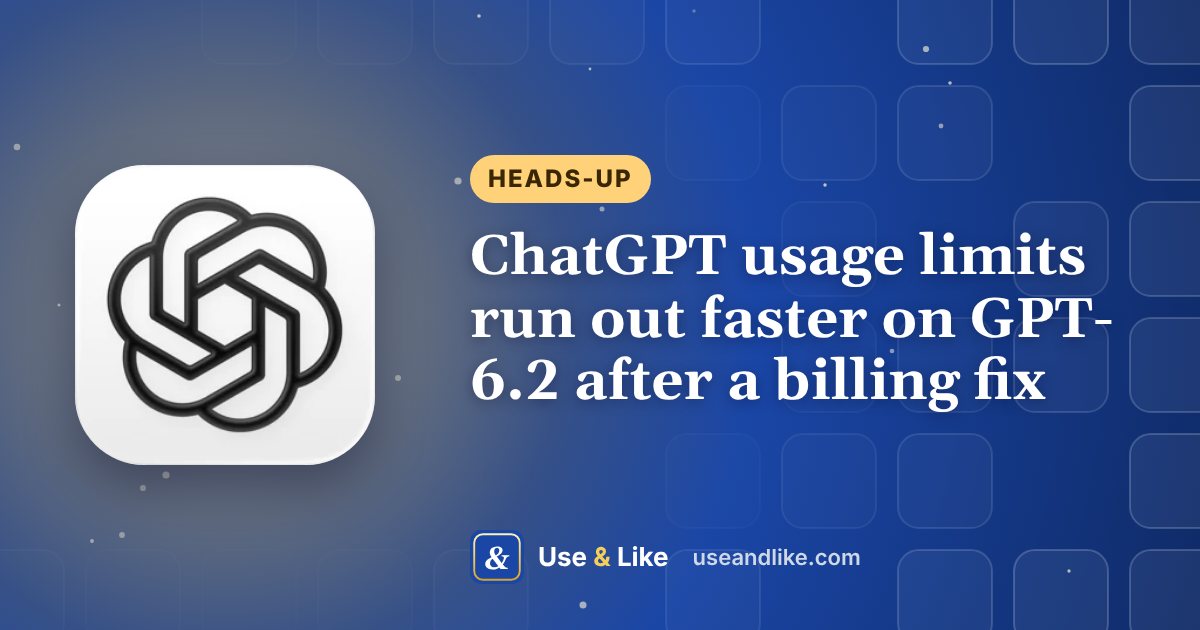 HEADS-UP
ChatGPT usage limits
run out faster on GPT-
6.2 after a billing fix
& Use & Like useandlike.com